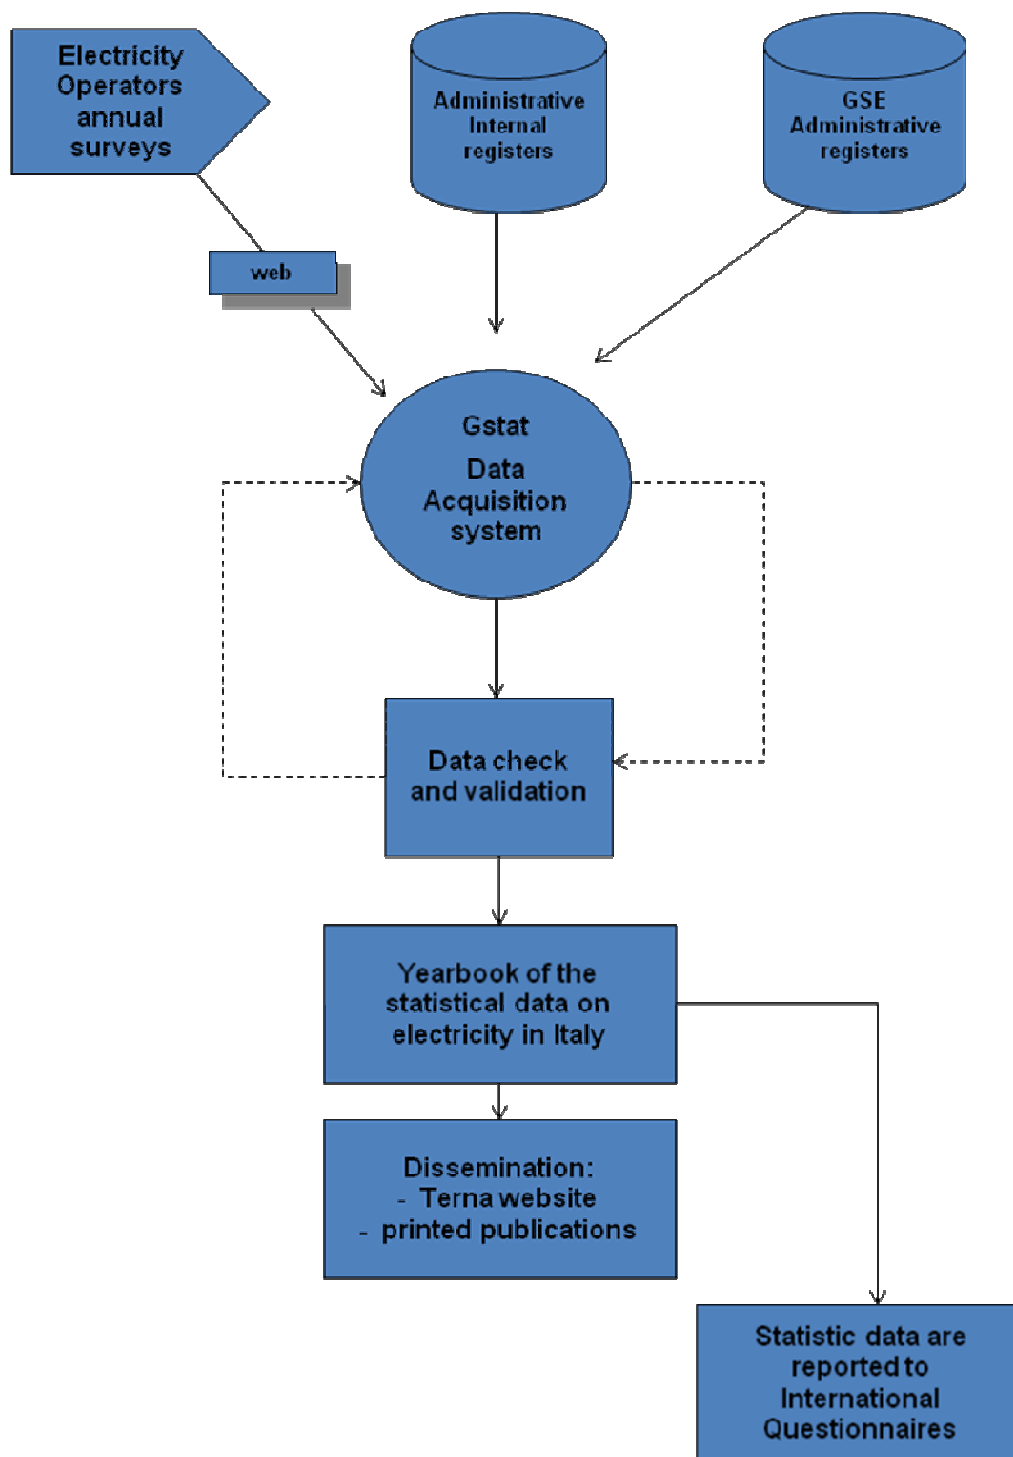 Electricity
Operators
annual
surveys
Administrative
Internal
registers
GSE
Administrative
registers
web
Gstat
Data
Acquisition
system
Data check
and validation
Yearbook of the
statistical data on
electricity in Italy
Dissemination:
- Terna website
- printed publications
Statistic data are
reported to
International
Questionnaires